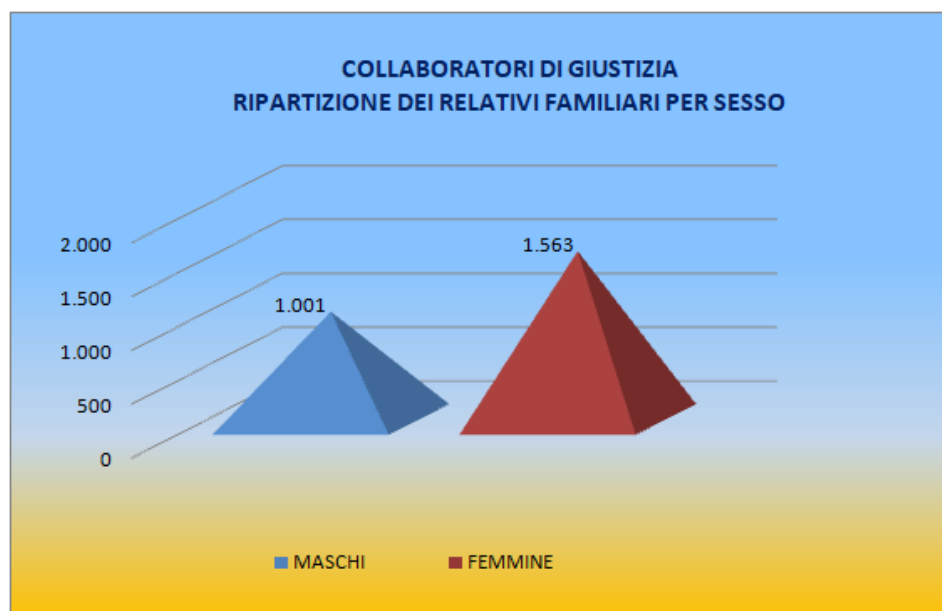 COLLABORATORI DI GIUSTIZIA
RIPARTIZIONE DEI RELATIVI FAMILIARI PER SESSO
2.000
1.500
1.000
500
0
1.001
1.563
MASCHI
FEMMINE